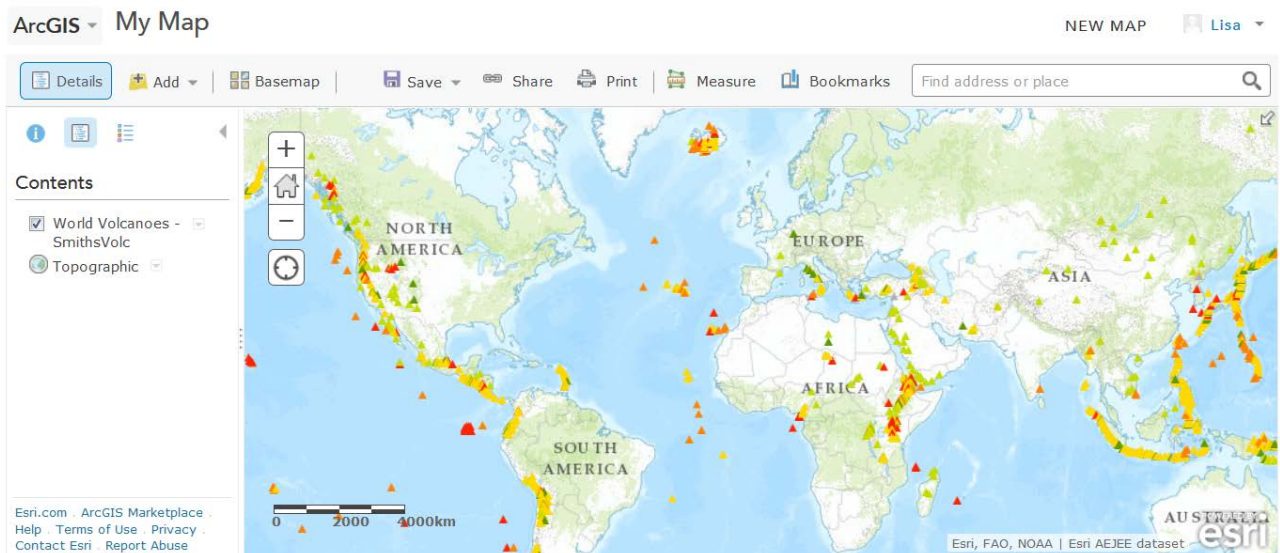 ArcGIS My Map
NEW MAP Lisa
Details Add Basemap Save Share Print Measure Bookmarks Find address or place
i
+
Contents
World Volcanoes -
SmithsVolc
Topographic
−
NORTH
AMERICA
EUROPE
ASIA
AFRICA
SOUTH
AMERICA
AUSTRALIA
0 2000 4000km
Esri.com . ArcGIS Marketplace .
Help . Terms of Use . Privacy .
Contact Esri . Report Abuse
Esri, FAO, NOAA | Esri AEJEE dataset
esri